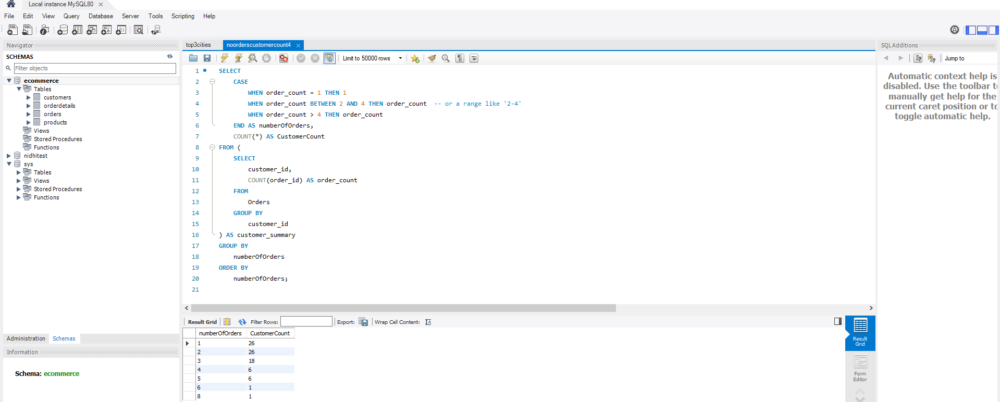 Local instance MySQL80
File Edit View Query Database Server Tools Scripting Help
Navigator
SCHEMAS
Filter objects
ecommerce
Tables
customers
orderdetails
orders
products
Views
Stored Procedures
Functions
nidhitest
sys
Tables
Views
Stored Procedures
Functions
Administration Schemas
Information
Schema: ecommerce
top3cities noorderscustomercount4
Limit to 50000 rows
1 SELECT
2 CASE
3 WHEN order_count = 1 THEN 1
4 WHEN order_count BETWEEN 2 AND 4 THEN order_count -- or a range like '2-4'
5 WHEN order_count > 4 THEN order_count
6 END AS numberOfOrders,
7 COUNT(*) AS CustomerCount
8 FROM (
9 SELECT
10 customer_id,
11 COUNT(order_id) AS order_count
12 FROM
13 Orders
14 GROUP BY
15 customer_id
16 ) AS customer_summary
17 GROUP BY
18 numberOfOrders
19 ORDER BY
20 numberOfOrders;
21
Result Grid Filter Rows: Export: Wrap Cell Content:
numberOfOrders CustomerCount
1 26
2 26
3 18
4 6
5 6
6 1
8 1
Result
Grid
Form
Editor
SQLAdditions
Jump to
Automatic context help is
disabled. Use the toolbar to
manually get help for the
current caret position or to
toggle automatic help.